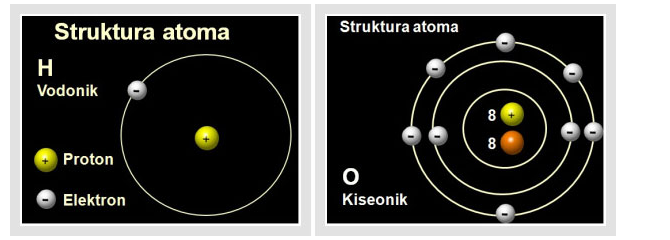 Struktura atoma
H
Vodonik
+
-
+ Proton
- Elektron
Struktura atoma
-
-
-
8 +
-
-
-
-
8
O
Kiseonik
-